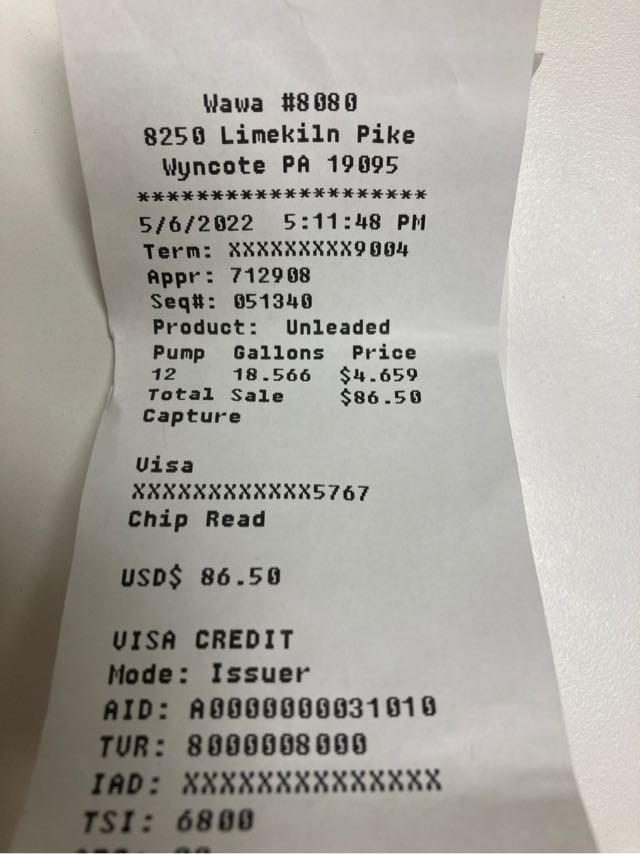 Wawa #8080
8250 Limekiln Pike
Wyncote PA 19095
********************
5/6/2022 5:11:48 PM
Term: XXXXXXXXX9004
Appr: 712908
Seq#: 051340
Product: Unleaded
Pump Gallons Price
12 18.566 $4.659
Total Sale $86.50
Capture
Visa
XXXXXXXXXXXX5767
Chip Read
USD$ 86.50
VISA CREDIT
Mode: Issuer
AID: A0000000031010
TVR: 8000008000
IAD: XXXXXXXXXXXXXX
TSI: 6800